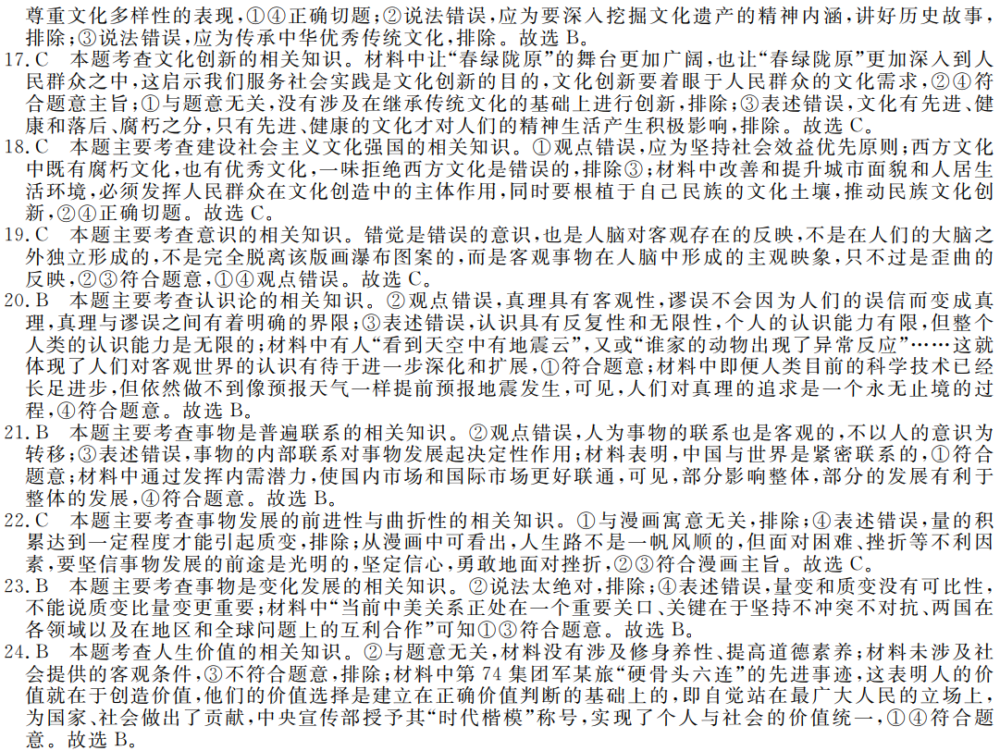 尊重文化多样性的表现,①④正确切题;②说法错误,应为要深入挖掘文化遗产的精神内涵,讲好历史故事,
排除;③说法错误,应为传承中华优秀传统文化,排除。故选 B。
17. C 本题考查文化创新的相关知识。材料中让“春绿陇原”的舞台更加广阔,也让“春绿陇原”更加深入到人
民群众之中,这启示我们服务社会实践是文化创新的目的,文化创新要着眼于人民群众的文化需求,②④符
合题意主旨;①与题意无关,没有涉及在继承传统文化的基础上进行创新,排除;③表述错误,文化有先进、健
康和落后、腐朽之分,只有先进、健康的文化才对人们的精神生活产生积极影响,排除。故选 C。
18. C 本题主要考查建设社会主义文化强国的相关知识。①观点错误,应为坚持社会效益优先原则;西方文化
中既有腐朽文化,也有优秀文化,一味拒绝西方文化是错误的,排除③;材料中改善和提升城市面貌和人居生
活环境,必须发挥人民群众在文化创造中的主体作用,同时要根植于自己民族的文化土壤,推动民族文化创
新,②④正确切题。故选 C。
19. C 本题主要考查意识的相关知识。错觉是错误的意识,也是人脑对客观存在的反映,不是在人们的大脑之
外独立形成的,不是完全脱离该版画瀑布图案的,而是客观事物在人脑中形成的主观映象,只不过是歪曲的
反映,②③符合题意,①④观点错误。故选 C。
20. B 本题主要考查认识论的相关知识。②观点错误,真理具有客观性,谬误不会因为人们的误信而变成真
理,真理与谬误之间有着明确的界限;③表述错误,认识具有反复性和无限性,个人的认识能力有限,但整个
人类的认识能力是无限的;材料中有人“看到天空中有地震云”,又或“谁家的动物出现了异常反应”……这就
体现了人们对客观世界的认识有待于进一步深化和扩展,①符合题意;材料中即便人类目前的科学技术已经
长足进步,但依然做不到像预报天气一样提前预报地震发生,可见,人们对真理的追求是一个永无止境的过
程,④符合题意。故选 B。
21. B 本题主要考查事物是普遍联系的相关知识。②观点错误,人为事物的联系也是客观的,不以人的意识为
转移;③表述错误,事物的内部联系对事物发展起决定性作用;材料表明,中国与世界是紧密联系的,①符合
题意;材料中通过发挥内需潜力,使国内市场和国际市场更好联通,可见,部分影响整体,部分的发展有利于
整体的发展,④符合题意。故选 B。
22. C 本题主要考查事物发展的前进性与曲折性的相关知识。①与漫画寓意无关,排除;④表述错误,量的积
累达到一定程度才能引起质变,排除;从漫画中可看出,人生路不是一帆风顺的,但面对困难、挫折等不利因
素,要坚信事物发展的前途是光明的,坚定信心,勇敢地面对挫折,②③符合漫画主旨。故选 C。
23. B 本题主要考查事物是变化发展的相关知识。②说法太绝对,排除;④表述错误,量变和质变没有可比性,
不能说质变比量变更重要;材料中“当前中美关系正处在一个重要关口、关键在于坚持不冲突不对抗、两国在
各领域以及在地区和全球问题上的互利合作”可知①③符合题意。故选 B。
24. B 本题考查人生价值的相关知识。②与题意无关,材料没有涉及修身养性、提高道德素养;材料未涉及社
会提供的客观条件,③不符合题意,排除;材料中第 74 集团军某旅“硬骨头六连”的先进事迹,这表明人的价
值就在于创造价值,他们的价值选择是建立在正确价值判断的基础上的,即自觉站在最广大人民的立场上,
为国家、社会做出了贡献,中央宣传部授予其“时代楷模”称号,实现了个人与社会的价值统一,①④符合题
意。故选 B。